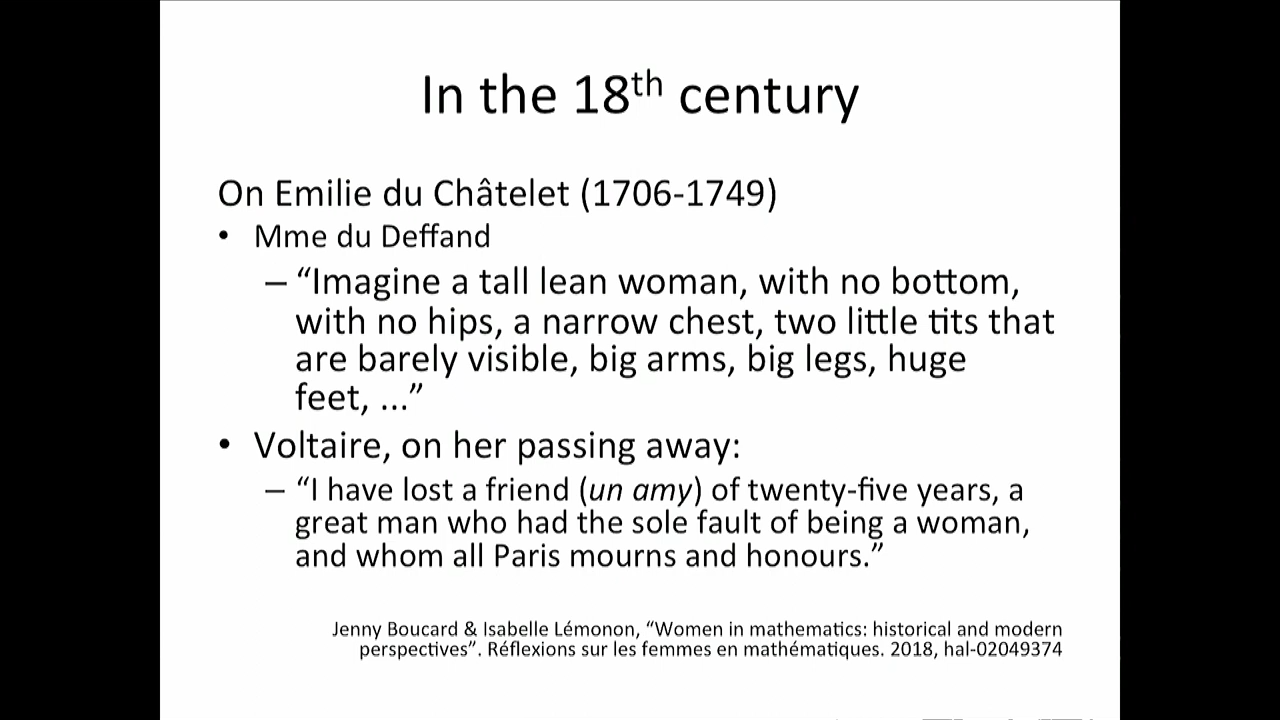 In the 18th century
On Emilie du Châtelet (1706-1749)
• Mme du Deffand
– “Imagine a tall lean woman, with no bottom,
with no hips, a narrow chest, two little tits that
are barely visible, big arms, big legs, huge
feet, ...”
• Voltaire, on her passing away:
– “I have lost a friend (un amy) of twenty-five years, a
great man who had the sole fault of being a woman,
and whom all Paris mourns and honours.”
Jenny Boucard & Isabelle Lémonon, “Women in mathematics: historical and modern
perspectives”. Réflexions sur les femmes en mathématiques. 2018, hal-02049374